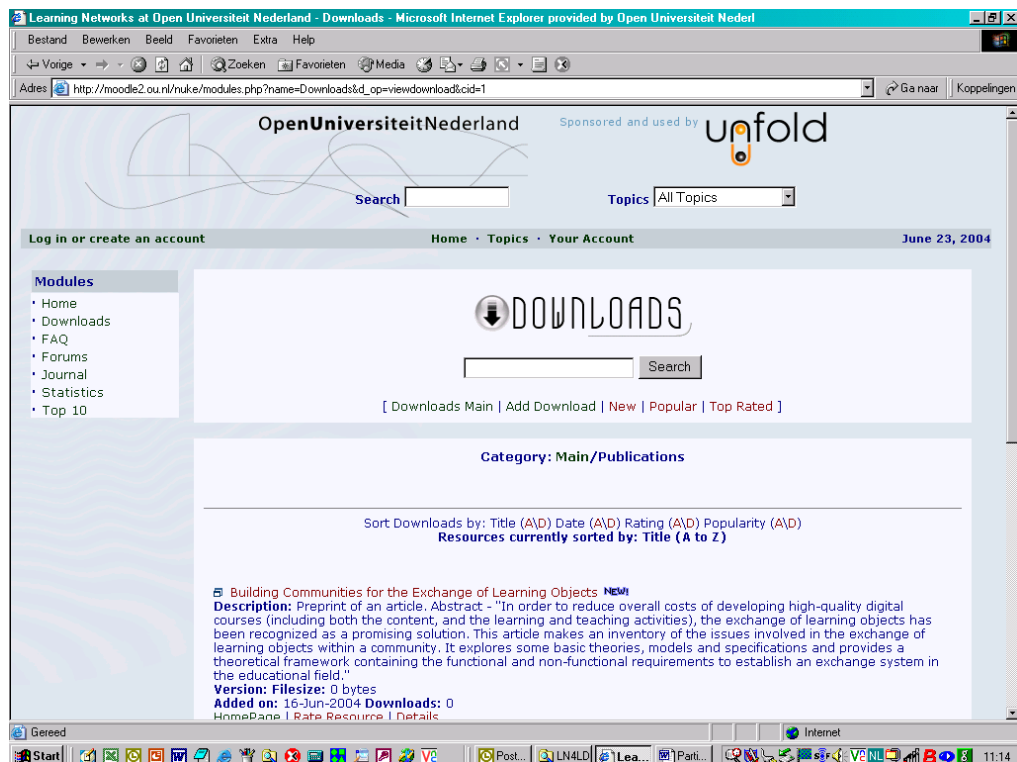 Learning Networks at Open Universiteit Nederland - Downloads - Microsoft Internet Explorer provided by Open Universiteit Nederl
Bestand Bewerken Beeld Favorieten Extra Help
Vorige Zoeken Favorieten Media
Adres http://moodle2.ou.nl/nuke/modules.php?name=Downloads&d_op=viewdownload&cid=1 Ga naar Koppelingen
OpenUniversiteitNederland Sponsored and used by unfold
Search Topics All Topics
Log in or create an account Home · Topics · Your Account June 23, 2004
Modules
· Home
· Downloads
· FAQ
· Forums
· Journal
· Statistics
· Top 10
DOWNLOADS
Search
[ Downloads Main | Add Download | New | Popular | Top Rated ]
Category: Main/Publications
Sort Downloads by: Title (A\D) Date (A\D) Rating (A\D) Popularity (A\D)
Resources currently sorted by: Title (A to Z)
Building Communities for the Exchange of Learning Objects NEW!
Description: Preprint of an article. Abstract - "In order to reduce overall costs of developing high-quality digital
courses (including both the content, and the learning and teaching activities), the exchange of learning objects has
been recognized as a promising solution. This article makes an inventory of the issues involved in the exchange of
learning objects within a community. It explores some basic theories, models and specifications and provides a
theoretical framework containing the functional and non-functional requirements to establish an exchange system in
the educational field."
Version: Filesize: 0 bytes
Added on: 16-Jun-2004 Downloads: 0
HomePage | Rate Resource | Details
Gereed Internet
Start Post... LN4LD Lea... Parti... NL 11:14